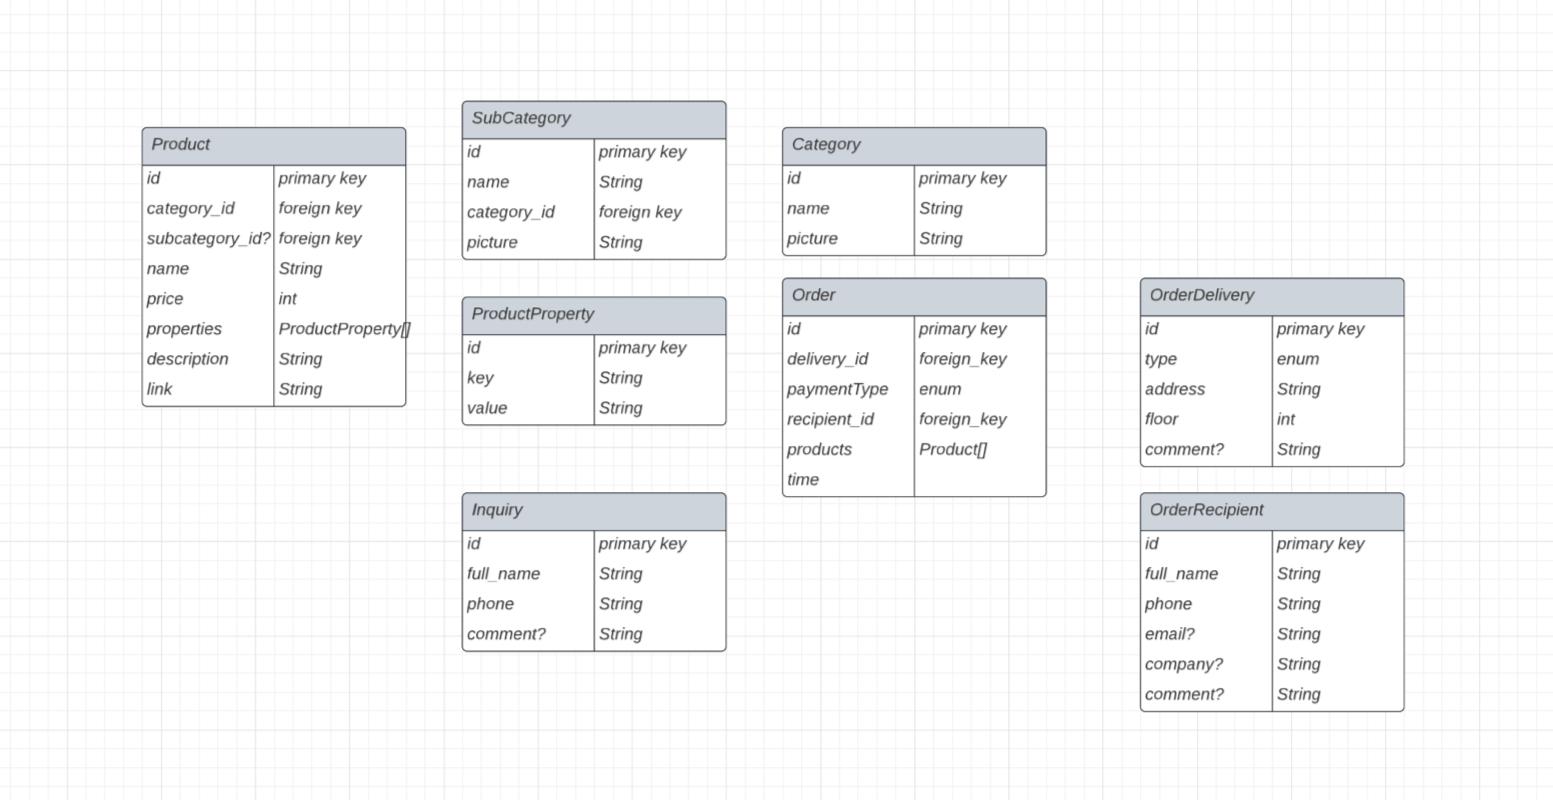 Product
id primary key
category_id foreign key
subcategory_id? foreign key
name String
price int
properties ProductProperty[]
description String
link String
SubCategory
id primary key
name String
category_id foreign key
picture String
Category
id primary key
name String
picture String
ProductProperty
id primary key
key String
value String
Order
id primary key
delivery_id foreign_key
paymentType enum
recipient_id foreign_key
products Product[]
time
OrderDelivery
id primary key
type enum
address String
floor int
comment? String
Inquiry
id primary key
full_name String
phone String
comment? String
OrderRecipient
id primary key
full_name String
phone String
email? String
company? String
comment? String